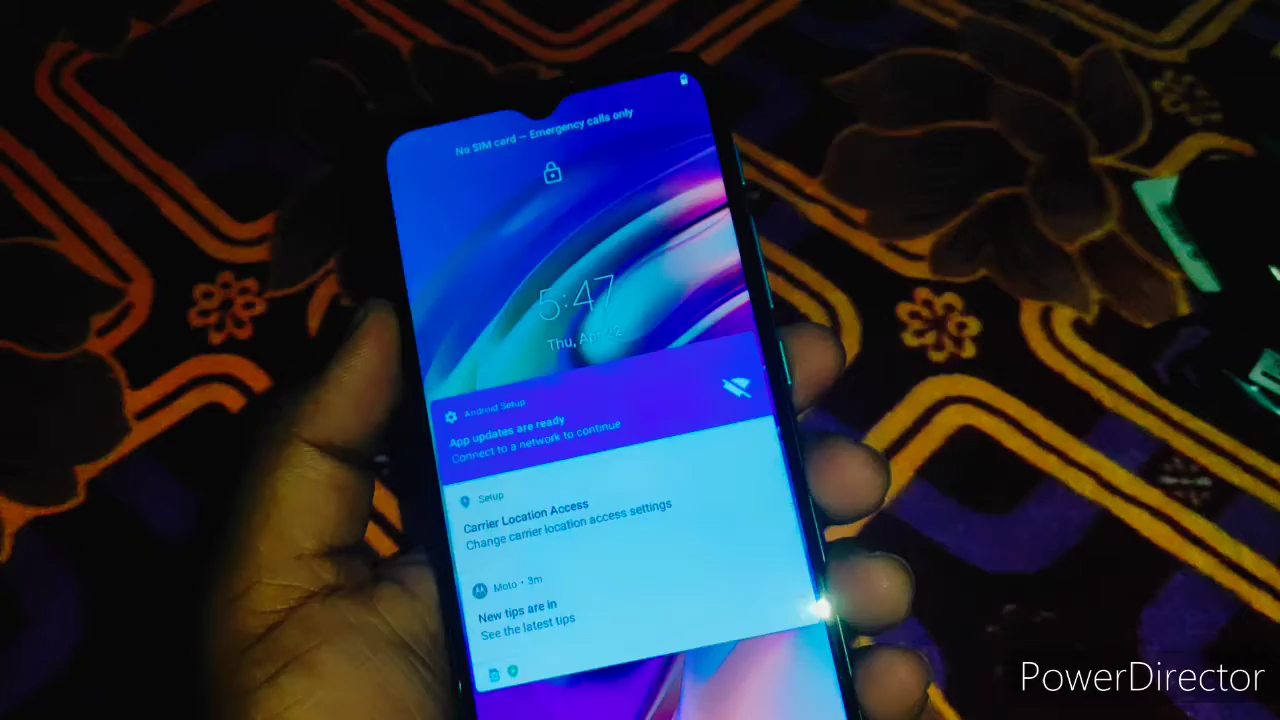 No SIM card — Emergency calls only
5:47
Thu, Apr 22
Android Setup
App updates are ready
Connect to a network to continue
Setup
Carrier Location Access
Change carrier location access settings
Moto • 3m
New tips are in
See the latest tips
PowerDirector